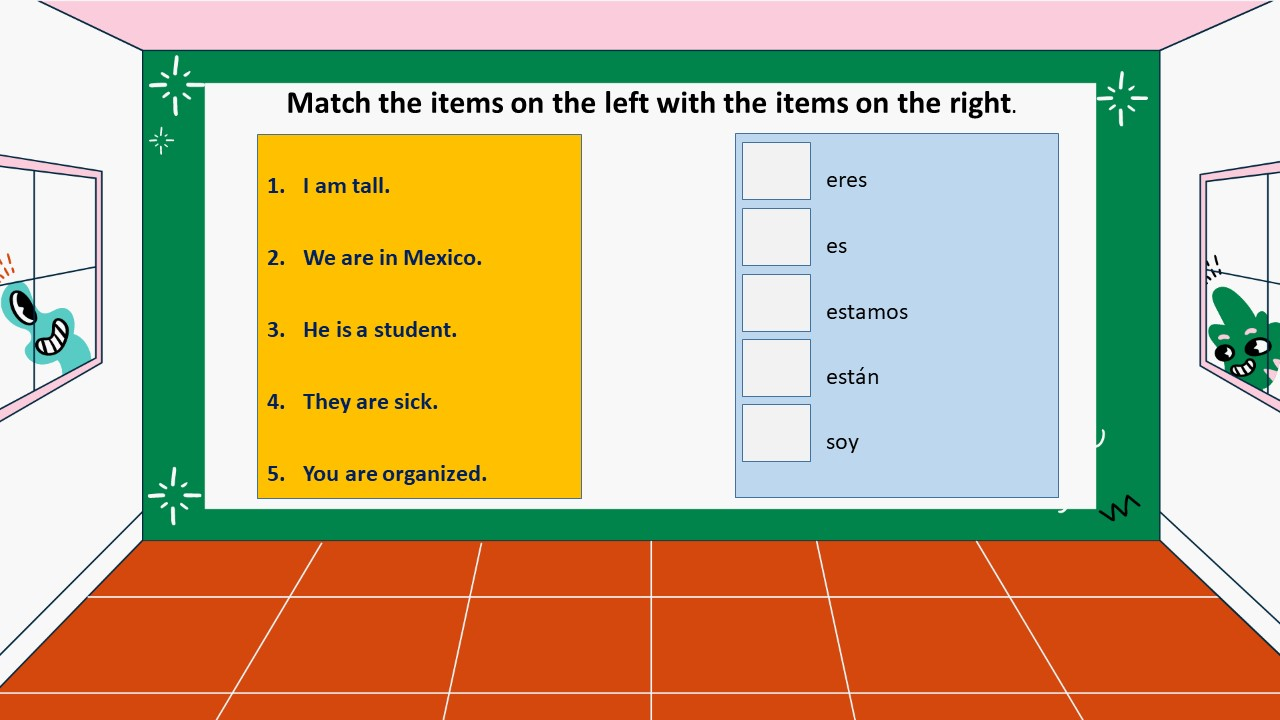 Match the items on the left with the items on the right.
1. I am tall.
2. We are in Mexico.
3. He is a student.
4. They are sick.
5. You are organized.
eres
es
estamos
están
soy